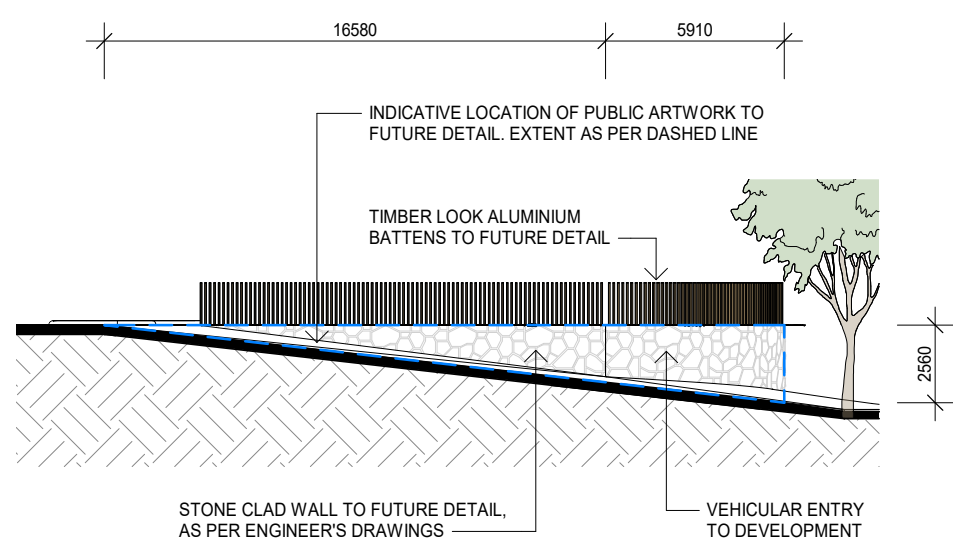 16580
5910
INDICATIVE LOCATION OF PUBLIC ARTWORK TO
FUTURE DETAIL. EXTENT AS PER DASHED LINE
TIMBER LOOK ALUMINIUM
BATTENS TO FUTURE DETAIL
2560
STONE CLAD WALL TO FUTURE DETAIL,
AS PER ENGINEER'S DRAWINGS
VEHICULAR ENTRY
TO DEVELOPMENT